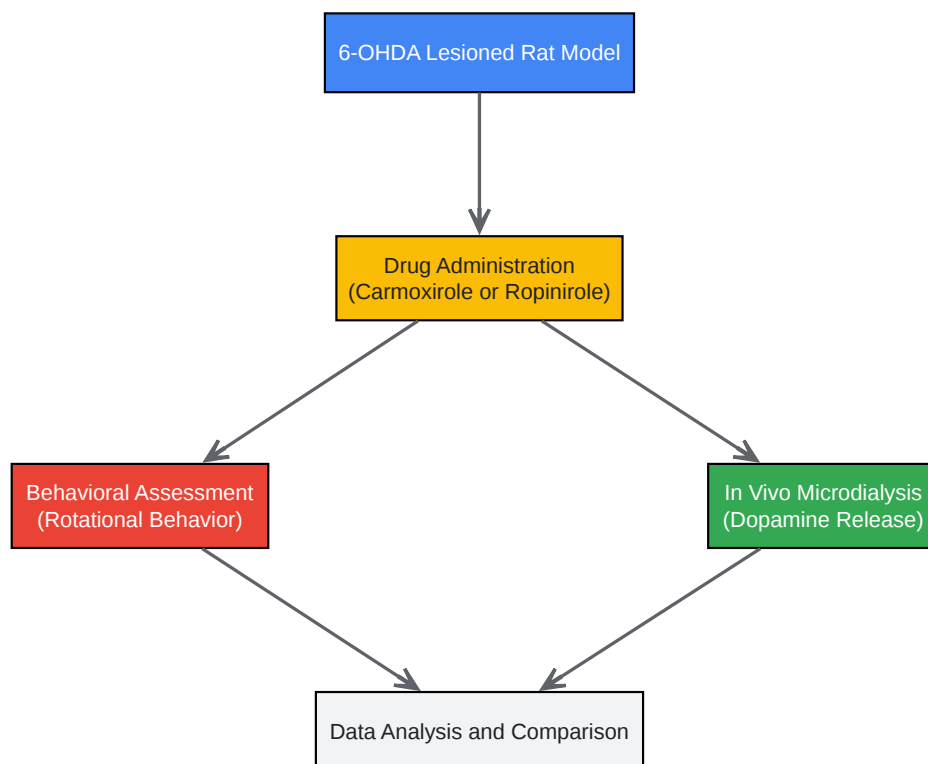 6-OHDA Lesioned Rat Model
Drug Administration
(Carmoxirole or Ropinirole)
Behavioral Assessment
(Rotational Behavior)
In Vivo Microdialysis
(Dopamine Release)
Data Analysis and Comparison